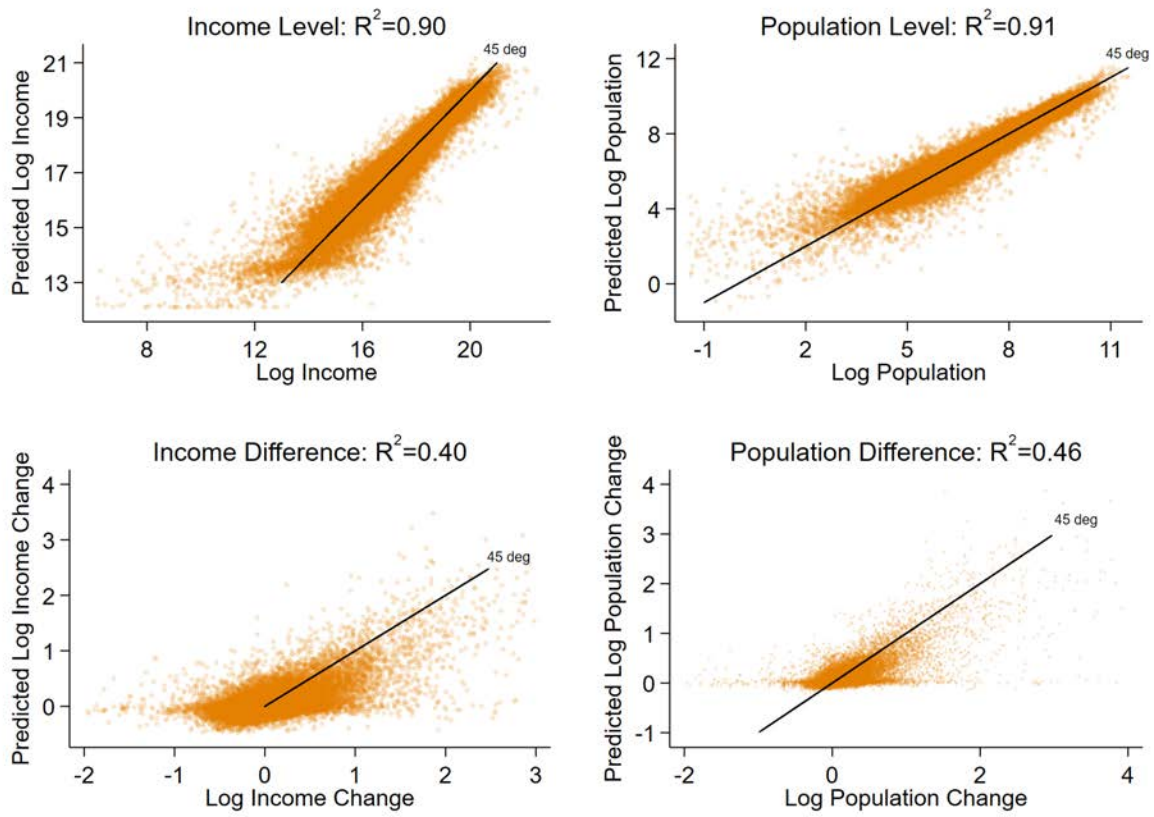 Income Level: R²=0.90
45 deg
Predicted Log Income
21
19
17
15
13
8 12 16 20
Log Income
Population Level: R²=0.91
45 deg
Predicted Log Population
12
8
4
0
-1 2 5 8 11
Log Population
Income Difference: R²=0.40
45 deg
Predicted Log Income Change
4
3
2
1
0
-2 -1 0 1 2 3
Log Income Change
Population Difference: R²=0.46
45 deg
Predicted Log Population Change
4
3
2
1
0
-1
-2 0 2 4
Log Population Change